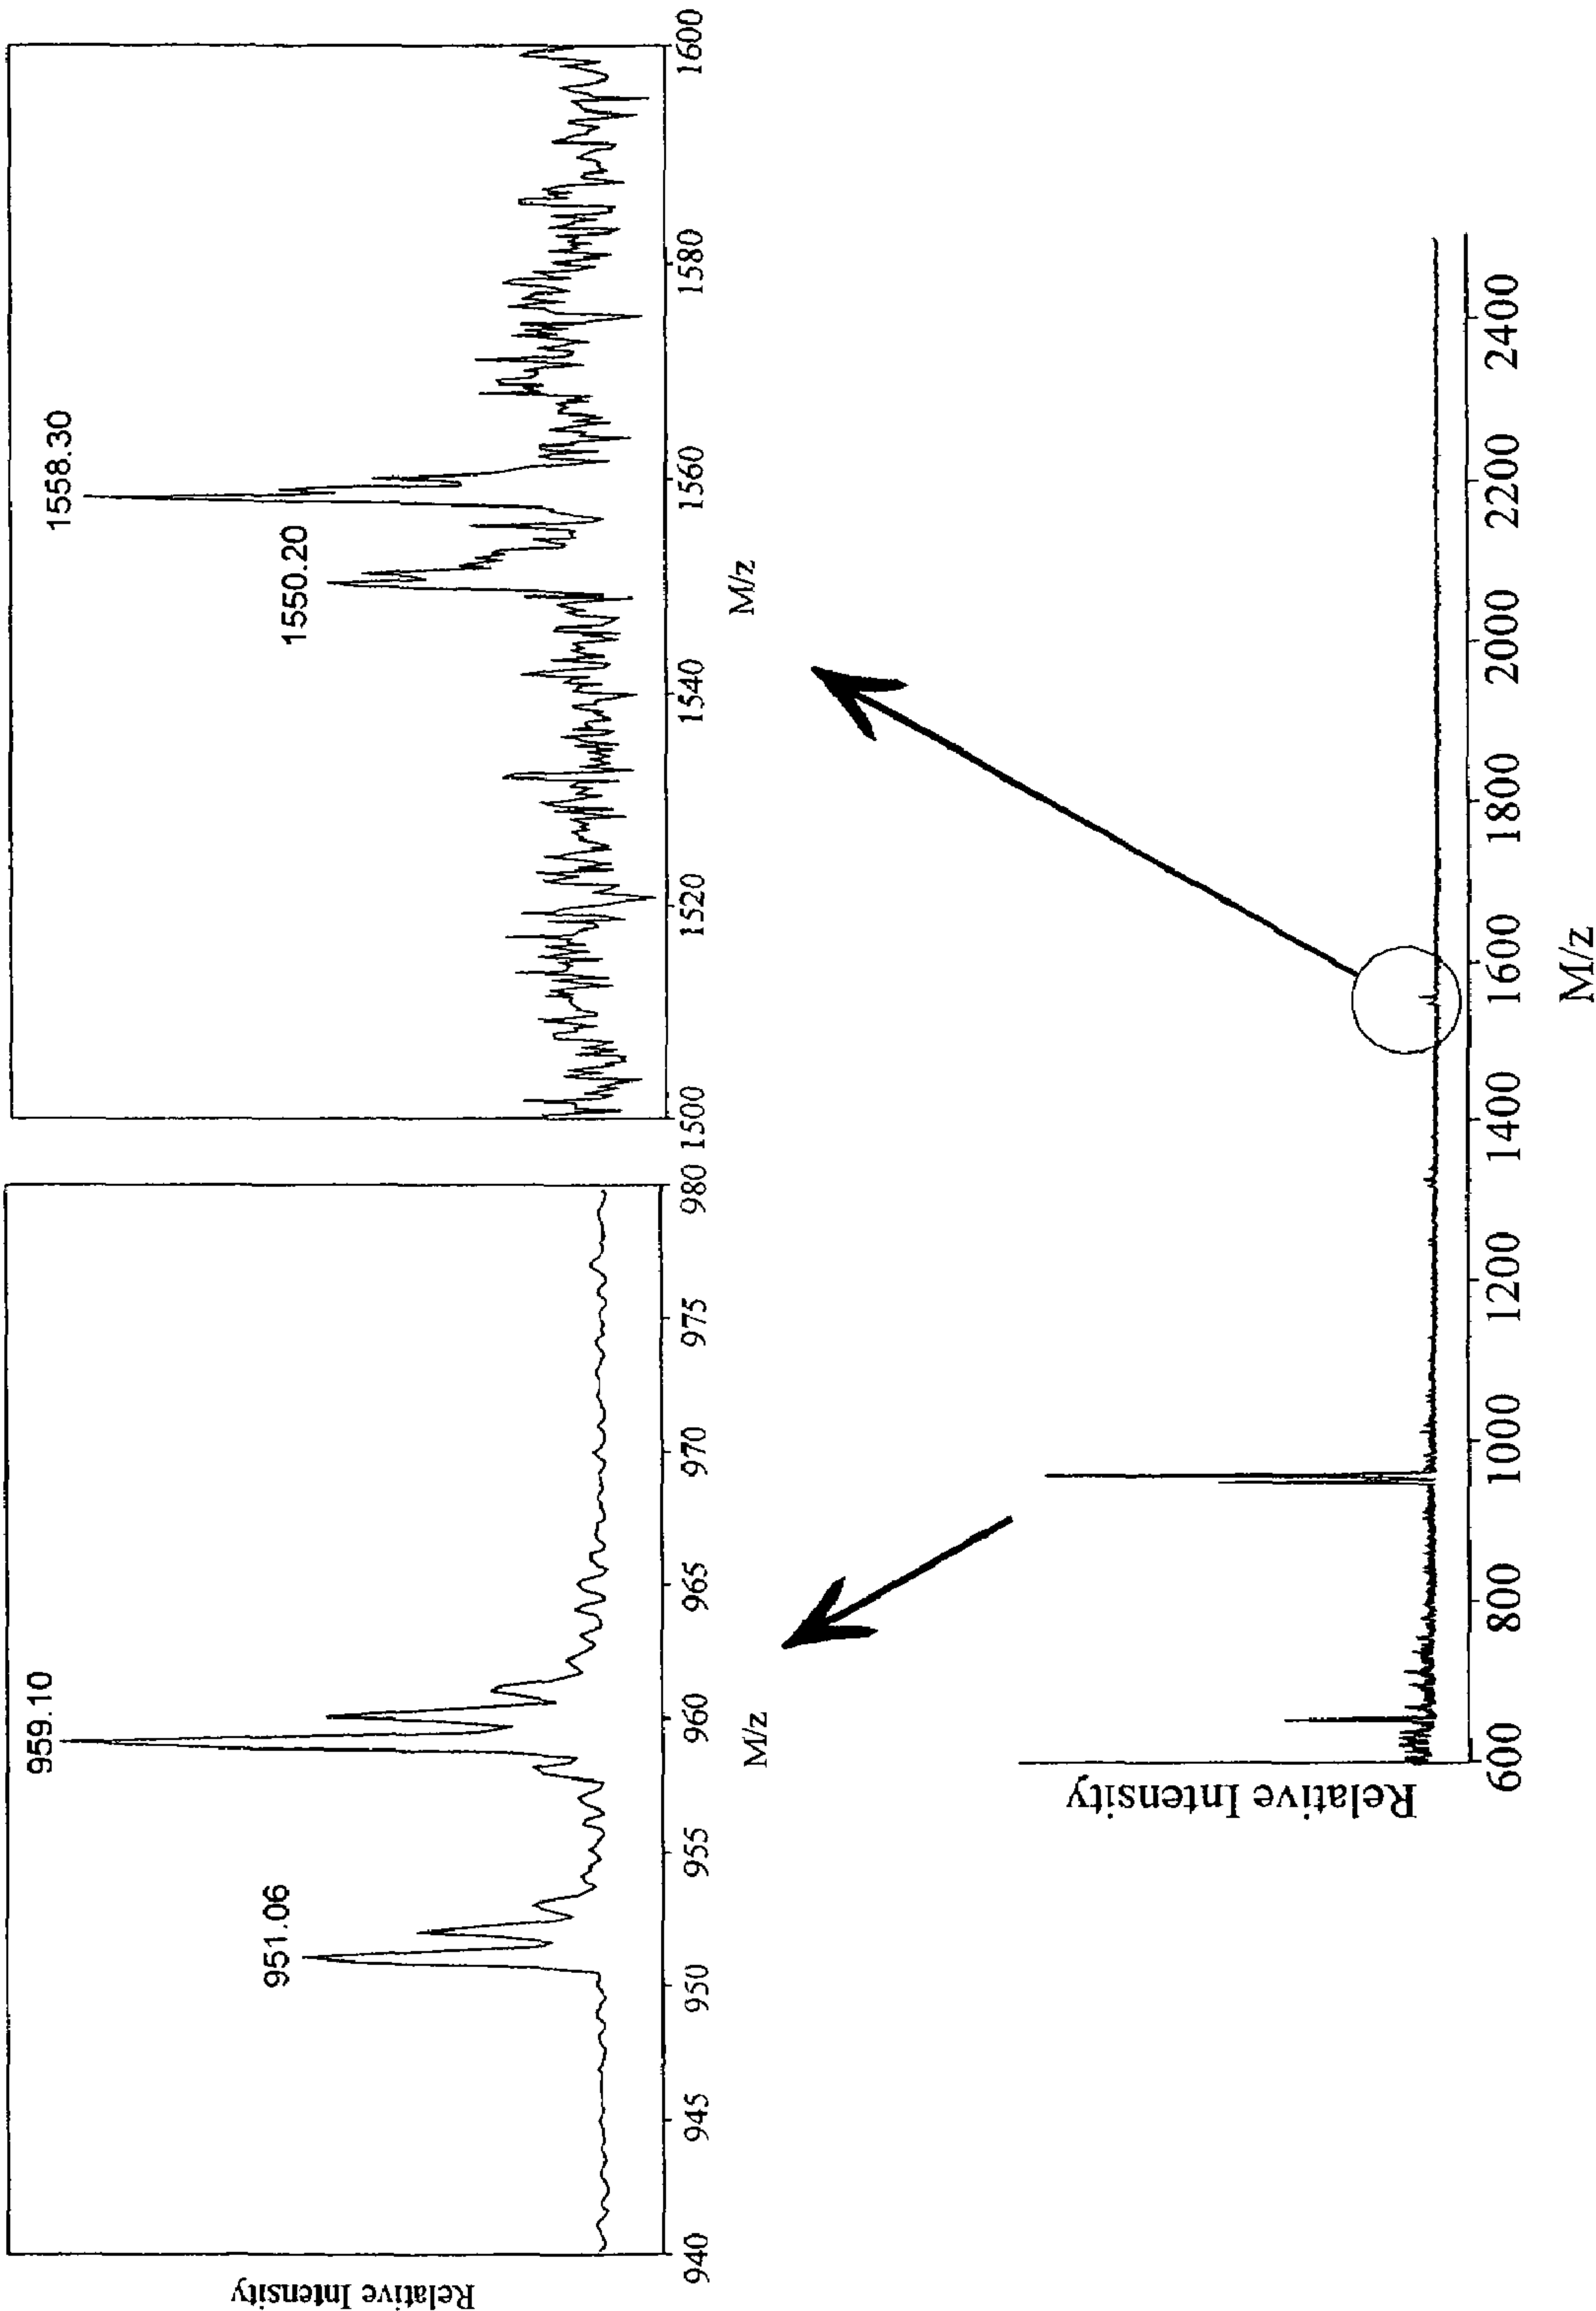 Relative Intensity
951.06
959.10
940 945 950 955 960 965 970 975 980
M/z
1550.20
1558.30
1500 1520 1540 1560 1580 1600
M/z
Relative Intensity
600 800 1000 1200 1400 1600 1800 2000 2200 2400
M/z